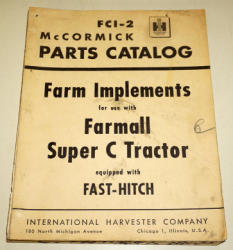 FCI-2
McCORMICK
PARTS CATALOG
Farm Implements
for use with
Farmall
Super C Tractor
equipped with
FAST-HITCH
INTERNATIONAL HARVESTER COMPANY
180 North Michigan Avenue Chicago 1, Illinois, U.S.A.